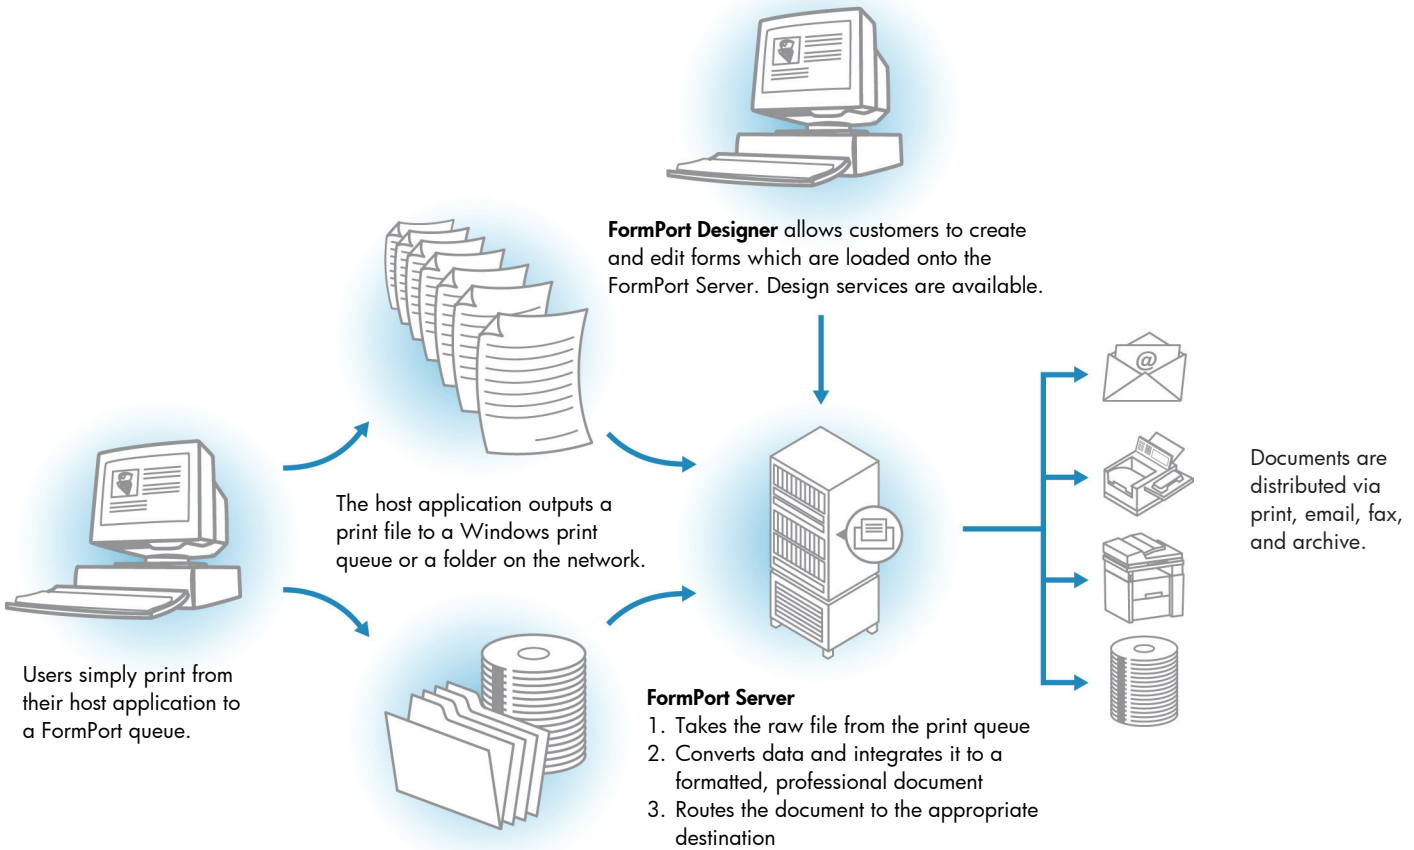 FormPort Designer allows customers to create
and edit forms which are loaded onto the
FormPort Server. Design services are available.
@
The host application outputs a
print file to a Windows print
queue or a folder on the network.
Documents are
distributed via
print, email, fax,
and archive.
Users simply print from
their host application to
a FormPort queue.
FormPort Server
1. Takes the raw file from the print queue
2. Converts data and integrates it to a
formatted, professional document
3. Routes the document to the appropriate
destination